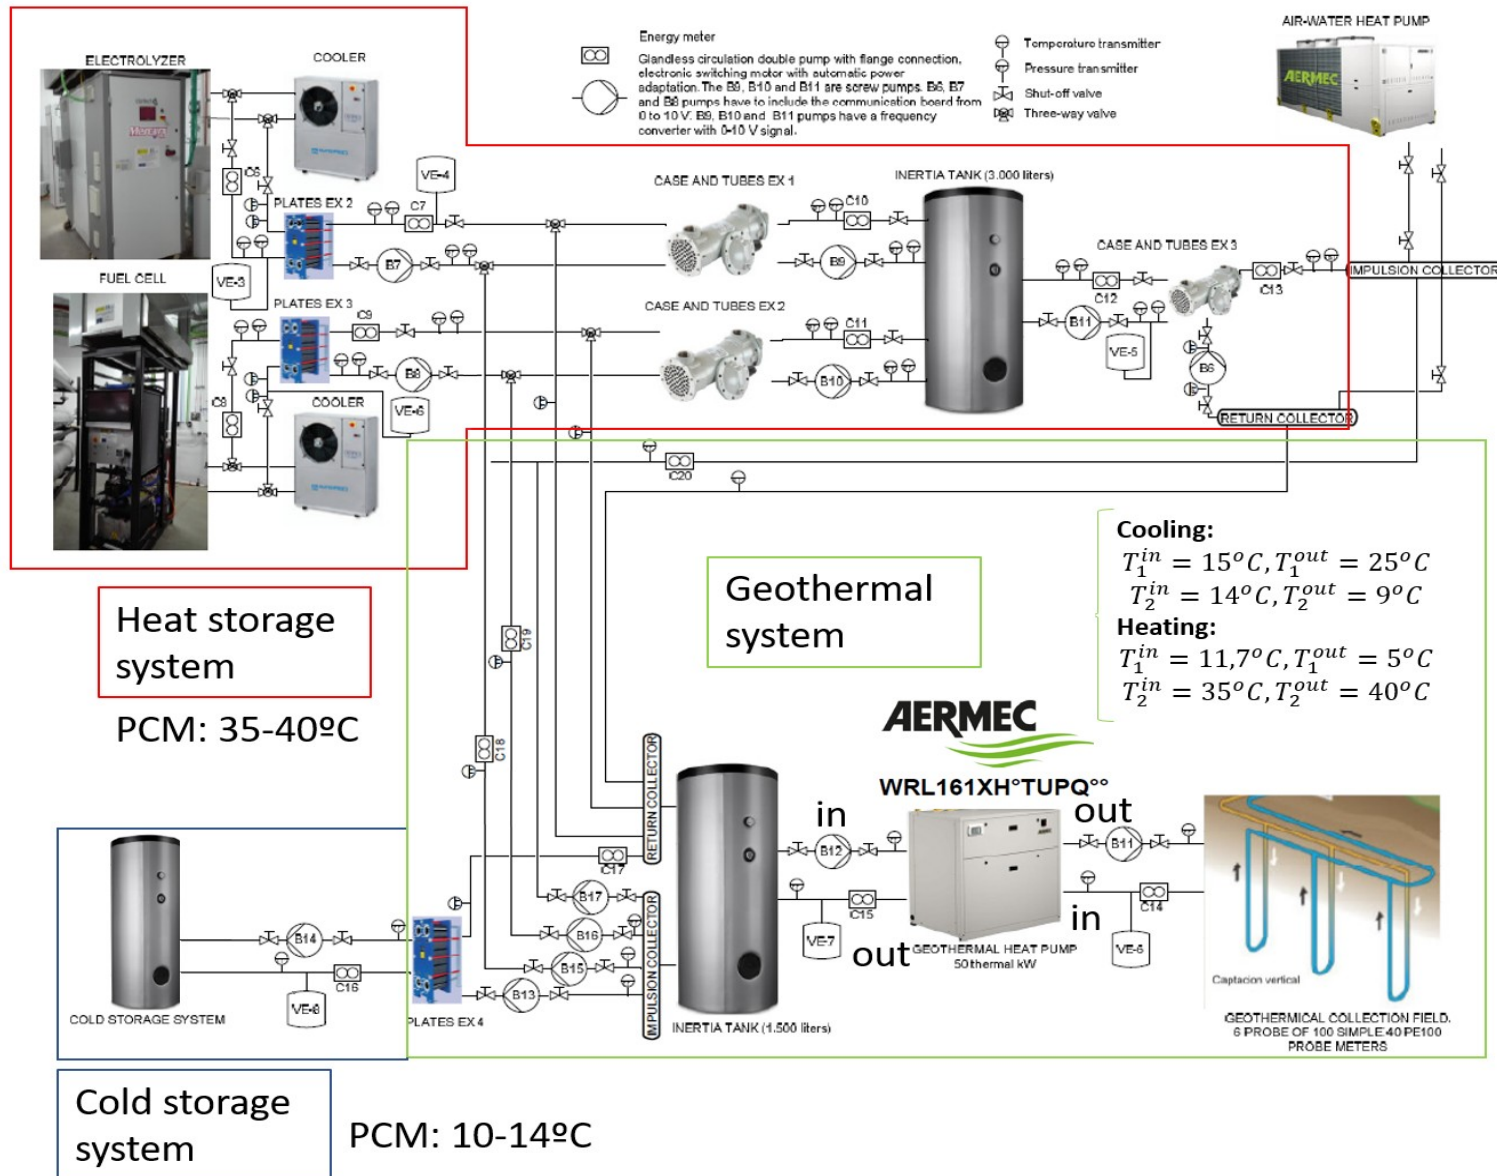 ELECTROLYZER
COOLER
Energy meter
Glandless circulation double pump with flange connection,
electronic switching motor with automatic power
adaptation. The B9, B10 and B11 are screw pumps. B6, B7
and B8 pumps have to include the communication board from
0 to 10 V. B9, B10 and B11 pumps have a frequency
converter with 0-10 V signal.
Temperature transmitter
Pressure transmitter
Shut-off valve
Three-way valve
AIR-WATER HEAT PUMP
AERMEC
C6
VE-4
PLATES EX 2
C7
B7
VE-3
CASE AND TUBES EX 1
C10
B9
INERTIA TANK (3.000 liters)
CASE AND TUBES EX 3
C12
C13
IMPULSION COLLECTOR
FUEL CELL
PLATES EX 3
C9
B8
CASE AND TUBES EX 2
C11
B10
B11
VE-5
B6
RETURN COLLECTOR
C8
COOLER
VE-6
C20
Heat storage
system
PCM: 35-40ºC
Geothermal
system
Cooling:
T₁ⁱⁿ = 15°C, T₁ᵒᵘᵗ = 25°C
T₂ⁱⁿ = 14°C, T₂ᵒᵘᵗ = 9°C
Heating:
T₁ⁱⁿ = 11,7°C, T₁ᵒᵘᵗ = 5°C
T₂ⁱⁿ = 35°C, T₂ᵒᵘᵗ = 40°C
C19
C18
AERMEC
WRL161XH°TUPQ°°
RETURN COLLECTOR
in
B12
out
B11
C17
C15
VE-7
out
AERMEC
in
C14
VE-6
GEOTHERMAL HEAT PUMP
50 thermal kW
B17
B16
B15
B13
IMPULSION COLLECTOR
INERTIA TANK (1.500 liters)
Captacion vertical
GEOTHERMICAL COLLECTION FIELD.
6 PROBE OF 100 SIMPLE 40 PE100
PROBE METERS
B14
C16
VE-8
COLD STORAGE SYSTEM
PLATES EX 4
Cold storage
system
PCM: 10-14ºC